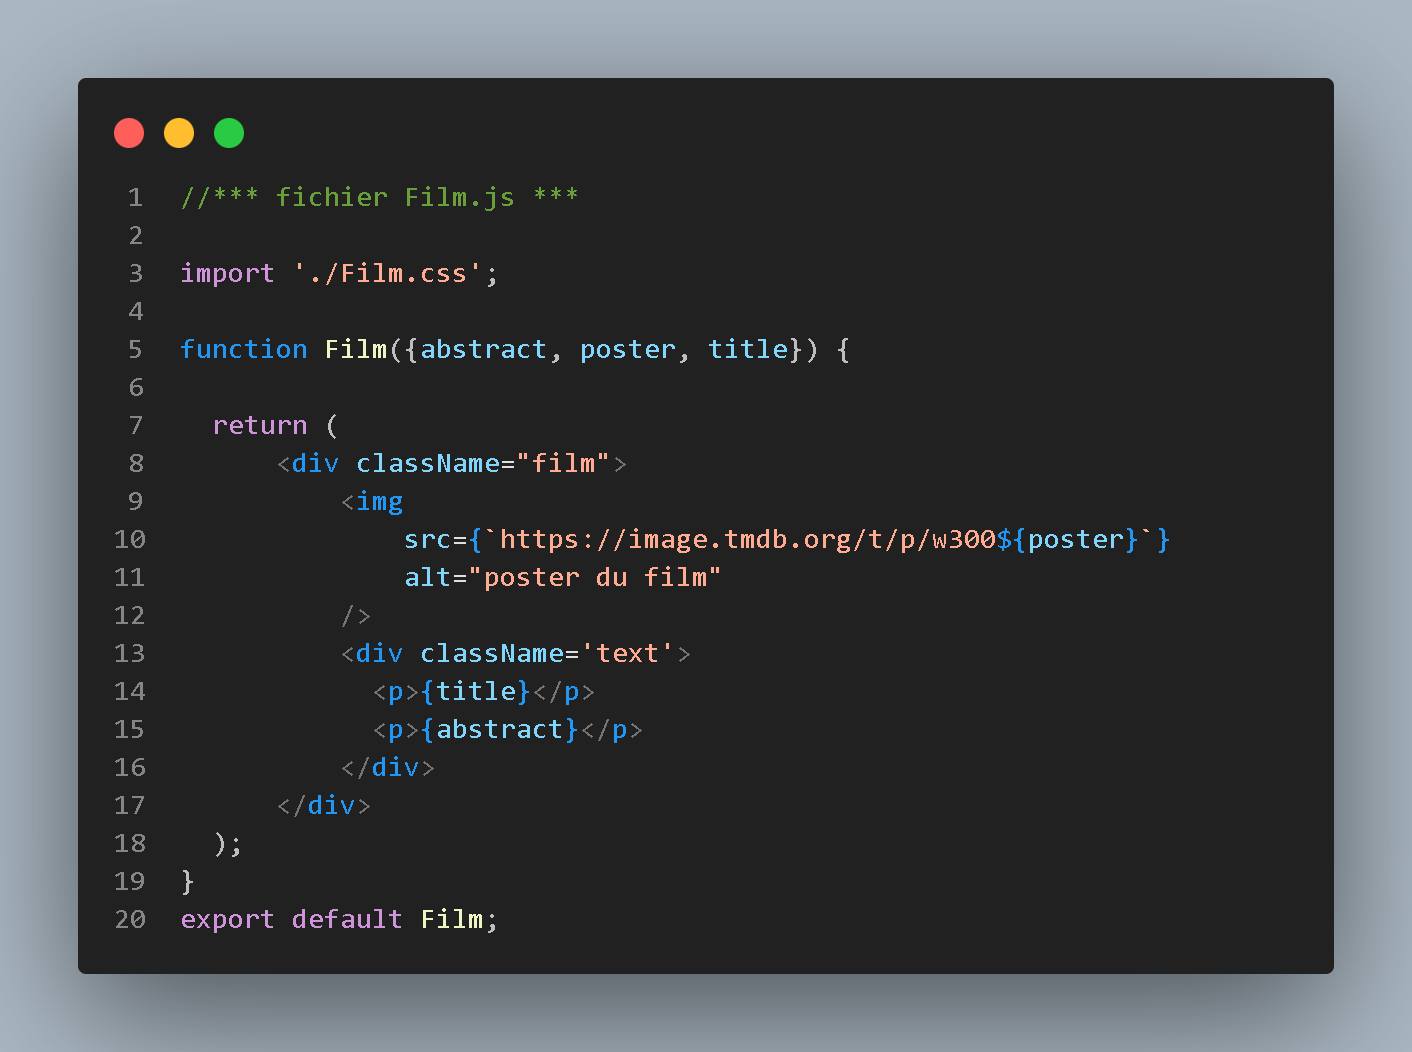 1 //*** fichier Film.js ***
2
3 import './Film.css';
4
5 function Film({abstract, poster, title}) {
6
7   return (
8       <div className="film">
9           <img
10               src={`https://image.tmdb.org/t/p/w300${poster}`}
11               alt="poster du film"
12           />
13           <div className='text'>
14             <p>{title}</p>
15             <p>{abstract}</p>
16           </div>
17       </div>
18   );
19 }
20 export default Film;